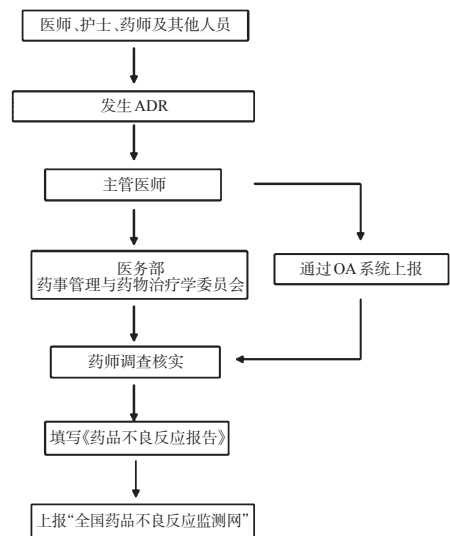 医师、护士、药师及其他人员
发生ADR
主管医师
医务部
药事管理与药物治疗学委员会
通过OA系统上报
药师调查核实
填写《药品不良反应报告》
上报“全国药品不良反应监测网”